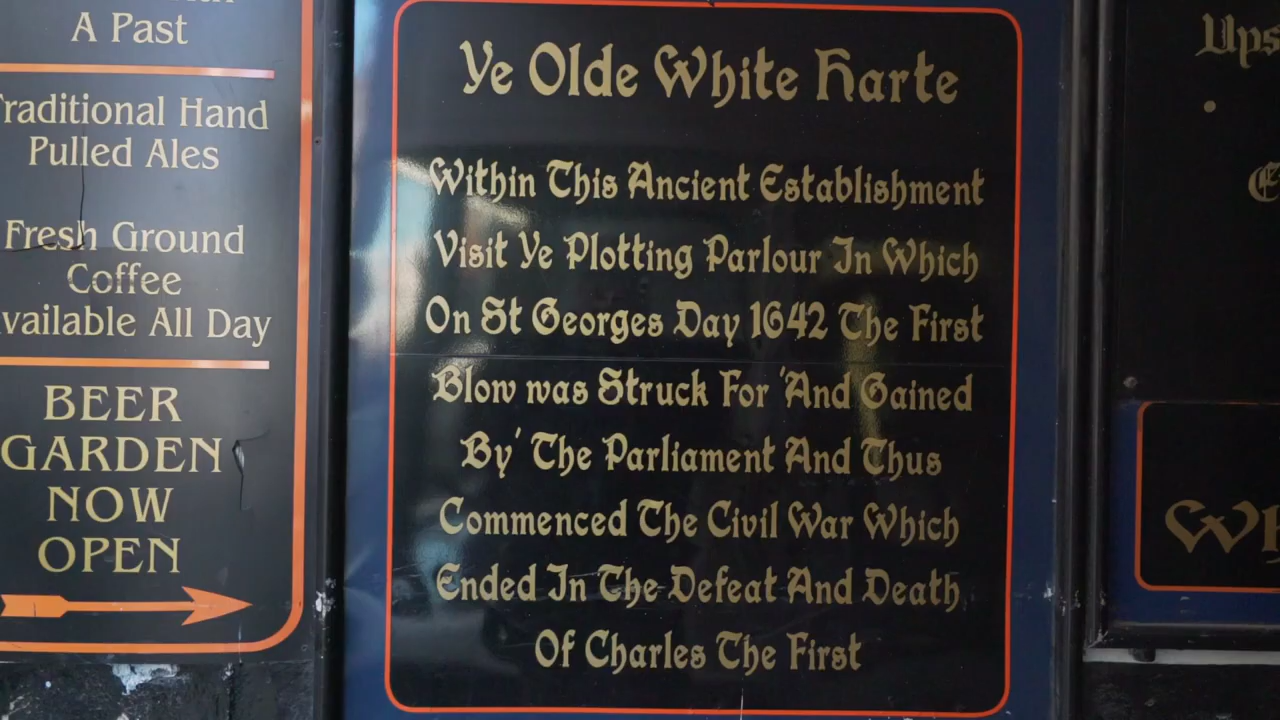 A Past
Traditional Hand
Pulled Ales
Fresh Ground
Coffee
Available All Day
BEER
GARDEN
NOW
OPEN
Ye Olde White Harte
Within This Ancient Establishment
Visit Ye Plotting Parlour In Which
On St Georges Day 1642 The First
Blow was Struck For 'And Gained
By' The Parliament And Thus
Commenced The Civil War Which
Ended In The Defeat And Death
Of Charles The First